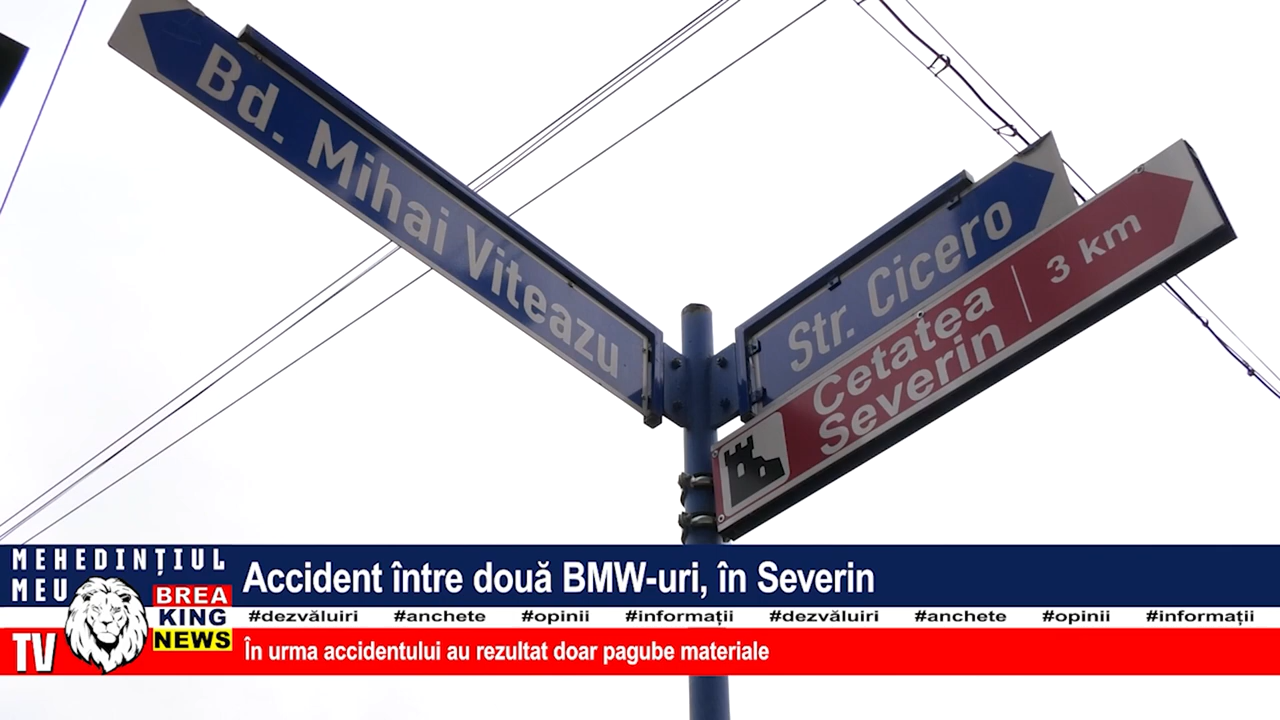 Bd. Mihai Viteazu
Str. Cicero
Cetatea
Severin
3 km
MEHEDINȚIUL
MEU
TV
BREA
KING
NEWS
Accident între două BMW-uri, în Severin
#dezvăluiri #anchete #opinii #informații #dezvăluiri #anchete #opinii #informații
În urma accidentului au rezultat doar pagube materiale